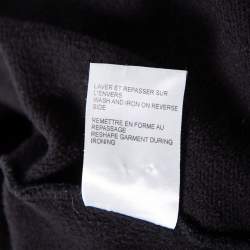 LAVER ET REPASSER SUR
L'ENVERS
WASH AND IRON ON REVERSE
SIDE
REMETTRE EN FORME AU
REPASSAGE
RESHAPE GARMENT DURING
IRONING